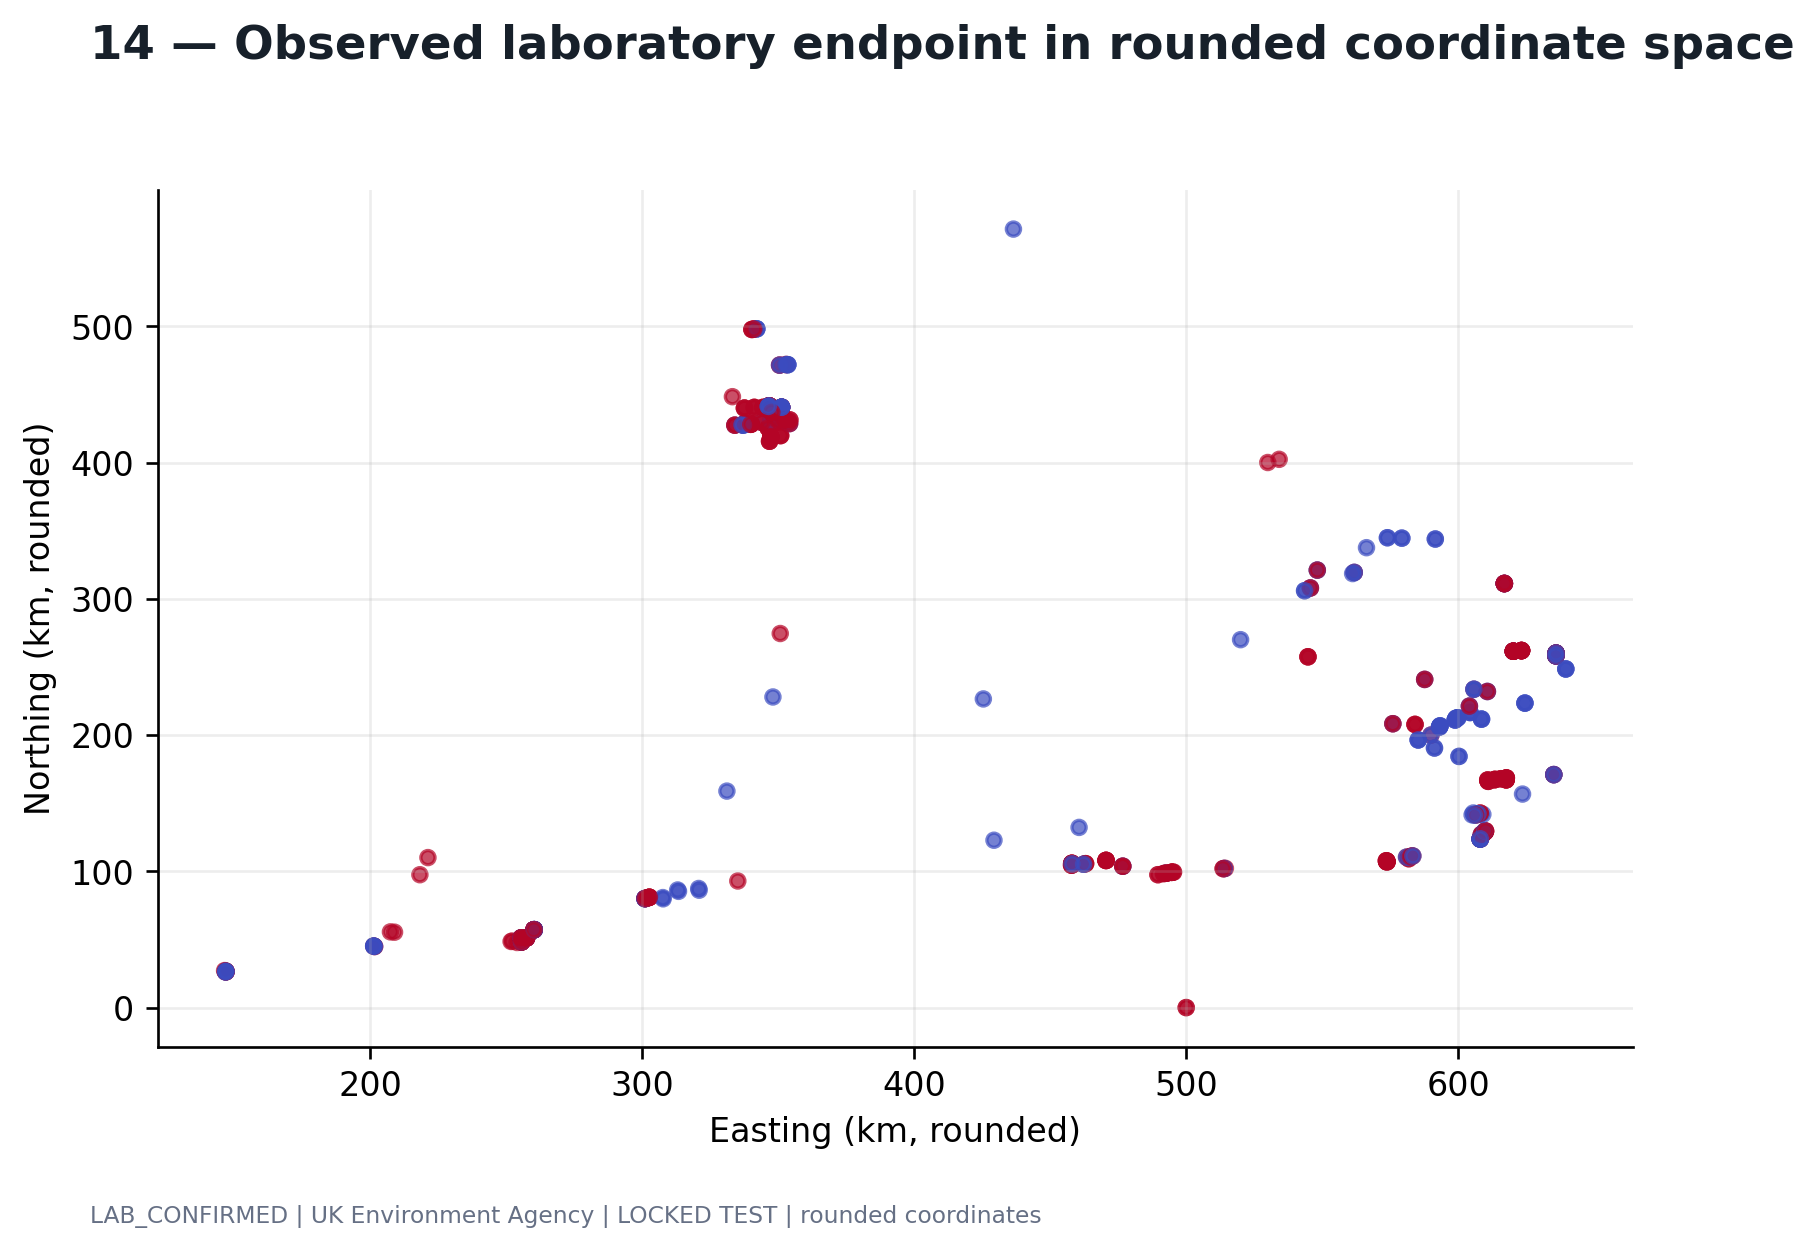 14 — Observed laboratory endpoint in rounded coordinate space
500
400
300
200
100
0
Northing (km, rounded)
200 300 400 500 600
Easting (km, rounded)
LAB_CONFIRMED | UK Environment Agency | LOCKED TEST | rounded coordinates